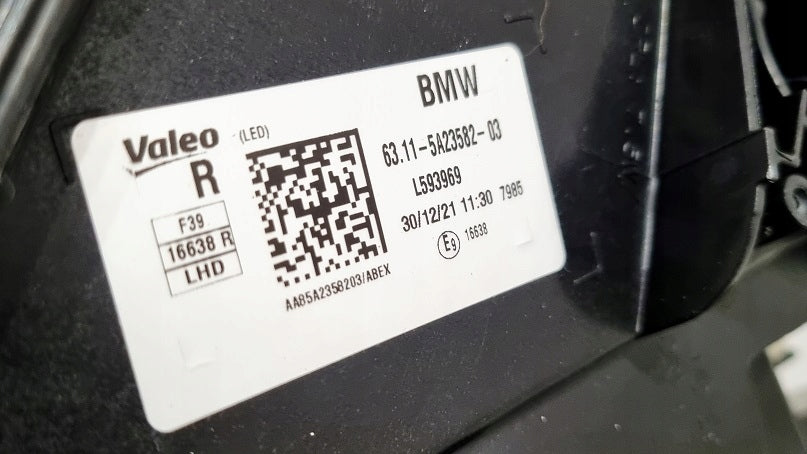 BMW
Valeo (LED)
R
F39
16638 R
LHD
AA85A2358203/ABEX
63.11-5A23582-03
L593969
30/12/21 11:30 7985
E9 16638